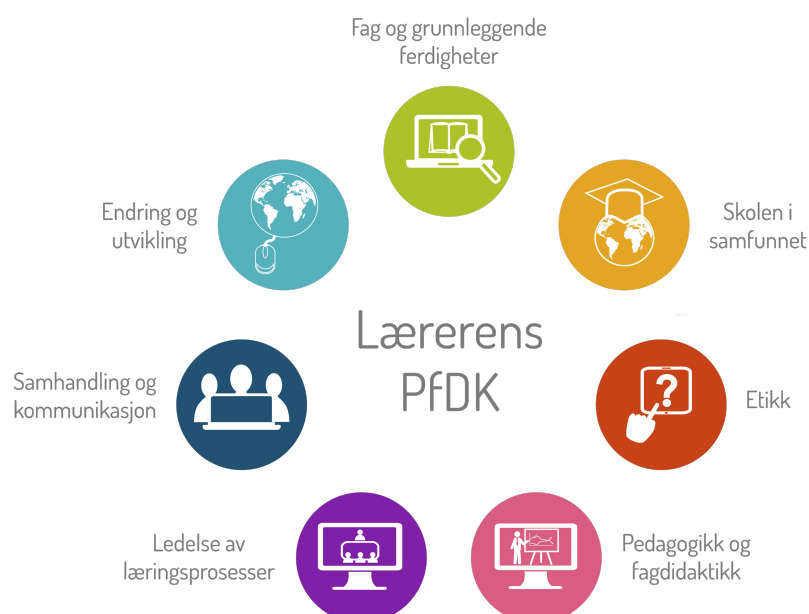 Fag og grunnleggende
ferdigheter
Endring og
utvikling
Skolen i
samfunnet
Lærerens
PfDK
Samhandling og
kommunikasjon
Etikk
Ledelse av
læringsprosesser
Pedagogikk og
fagdidaktikk